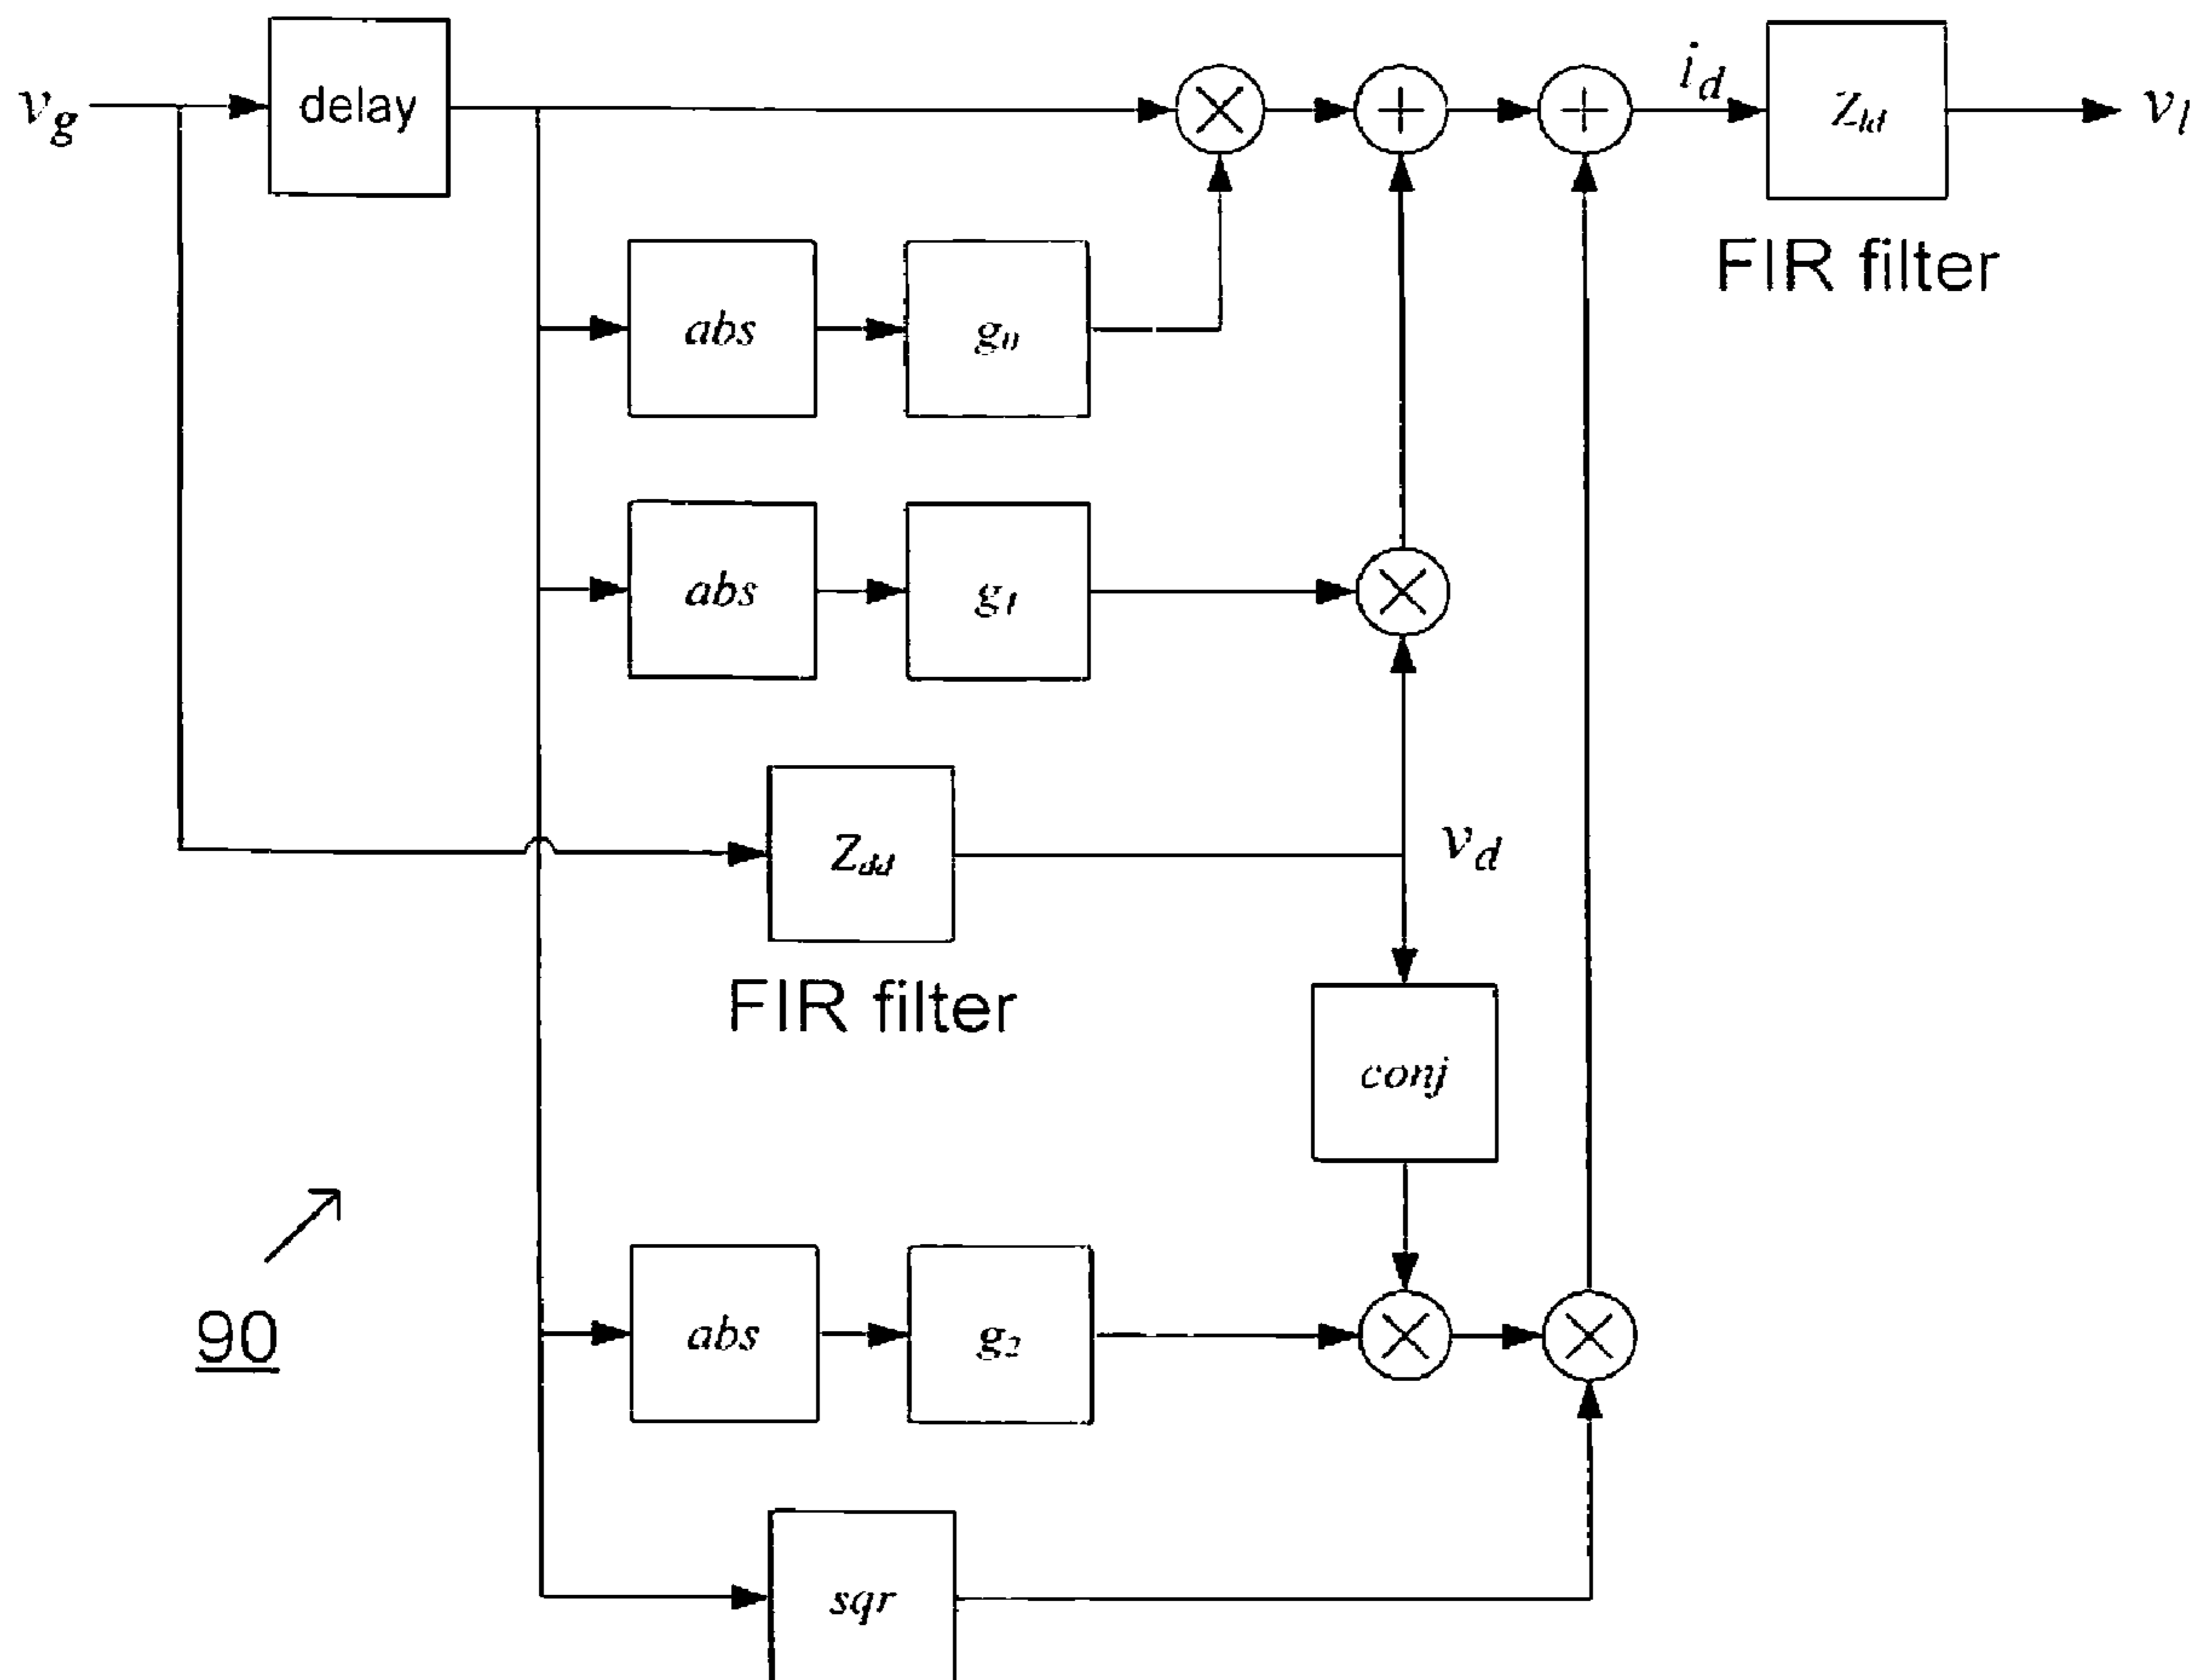 v_g
delay
i_d
Z_ld
v_l
FIR filter
abs
g_0
abs
g_1
Z_dd
v_d
FIR filter
conj
90
abs
g_2
sqr